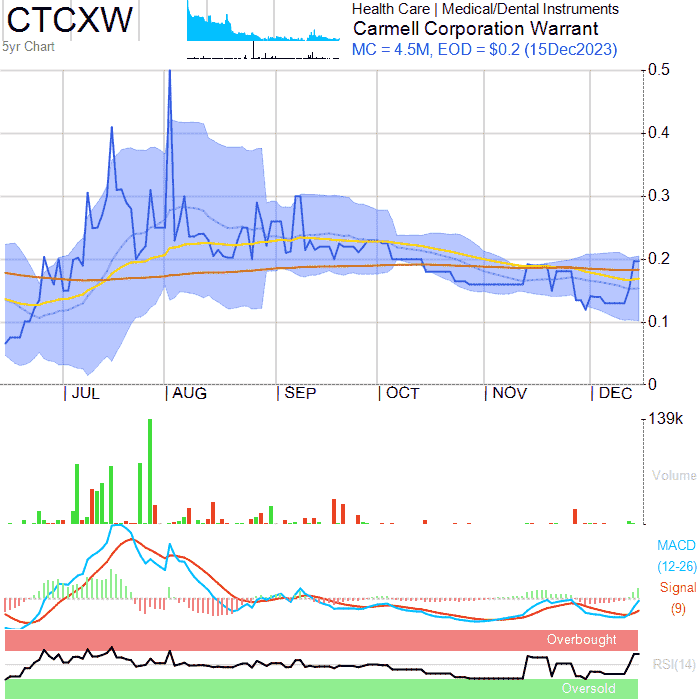 CTCXW
5yr Chart
Health Care | Medical/Dental Instruments
Carmell Corporation Warrant
MC = 4.5M, EOD = $0.2 (15Dec2023)
0.5
0.4
0.3
0.2
0.1
0
JUL AUG SEP OCT NOV DEC
139k
Volume
MACD
(12-26)
Signal
(9)
Overbought
RSI(14)
Oversold